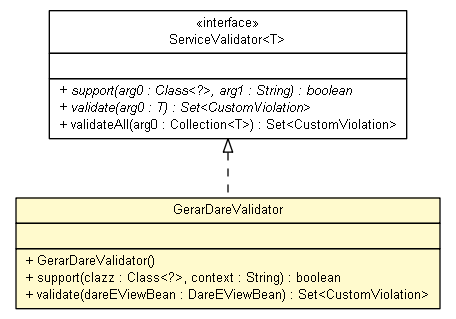 «interface»
ServiceValidator<T>
+ support(arg0 : Class<?>, arg1 : String) : boolean
+ validate(arg0 : T) : Set<CustomViolation>
+ validateAll(arg0 : Collection<T>) : Set<CustomViolation>
GerarDareValidator
+ GerarDareValidator()
+ support(clazz : Class<?>, context : String) : boolean
+ validate(dareEViewBean : DareEViewBean) : Set<CustomViolation>